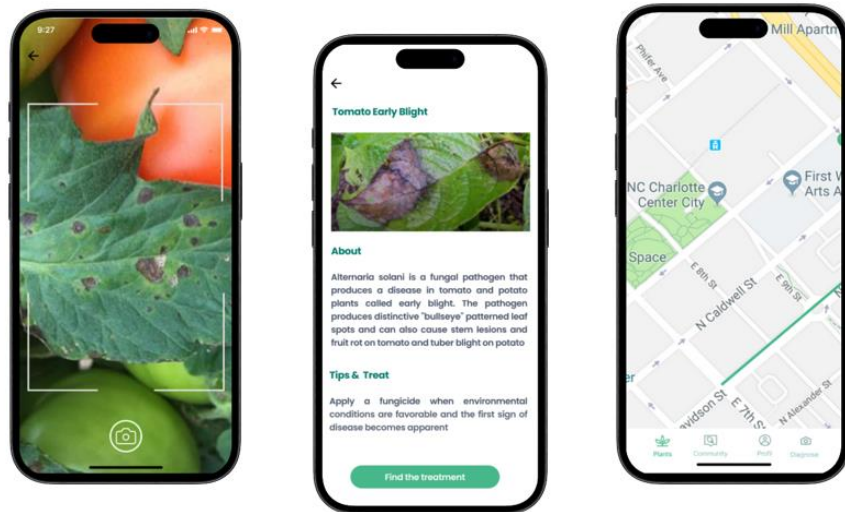 9:27
Tomato Early Blight
About
Alternaria solani is a fungal pathogen that
produces a disease in tomato and potato
plants called early blight. The pathogen
produces distinctive "bullseye" patterned leaf
spots and can also cause stem lesions and
fruit rot on tomato and tuber blight on potato
Tips & Treat
Apply a fungicide when environmental
conditions are favorable and the first sign of
disease becomes apparent
Find the treatment
Mill Apartm
Phifer Ave
NC Charlotte
Center City
First W
Arts A
Space
E 8th St
E 9th St
N Caldwell St
er
vidson St
E 7th S
N Alexander St
Plants
Community
Profil
Diagnose